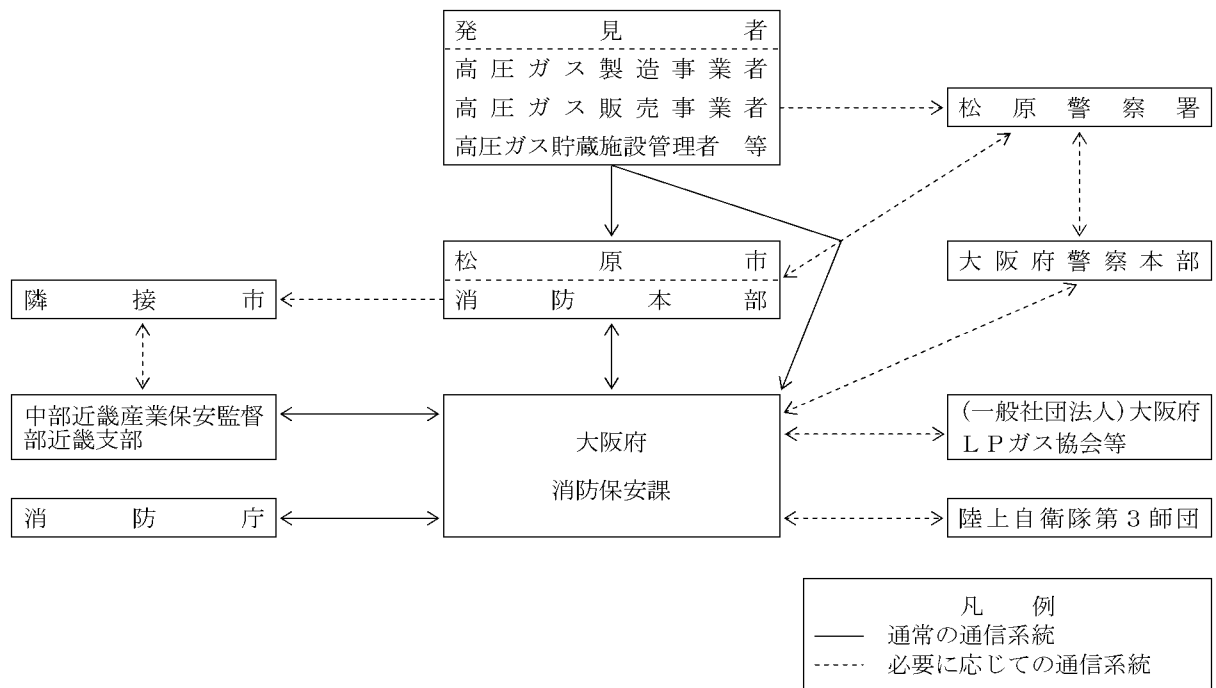 発見者
高圧ガス製造事業者
高圧ガス販売事業者
高圧ガス貯蔵施設管理者 等
松原警察署
松原市
消防本部
大阪府警察本部
隣接市
中部近畿産業保安監督
部近畿支部
大阪府
消防保安課
(一般社団法人)大阪府
LPガス協会等
消防庁
陸上自衛隊第3師団
凡例
通常の通信系統
必要に応じての通信系統